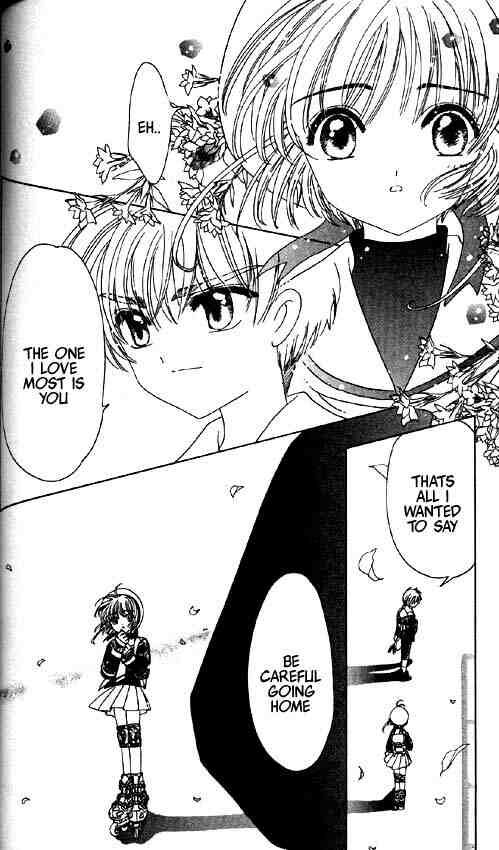 EH..
THE ONE
I LOVE
MOST IS
YOU
THATS
ALL I
WANTED
TO SAY
BE
CAREFUL
GOING
HOME